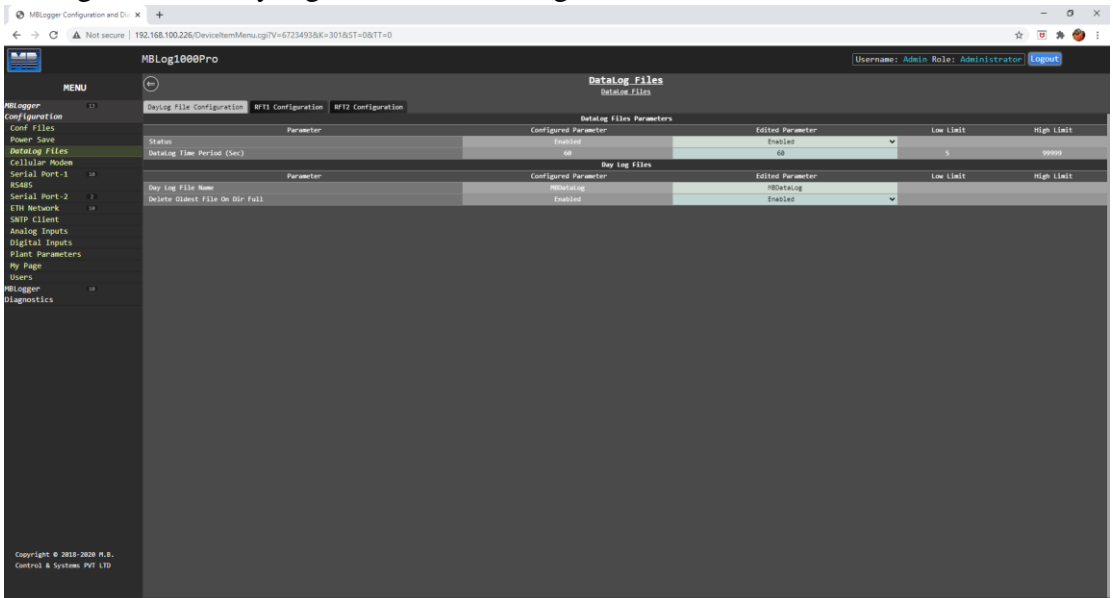 MBLogger Configuration and Di
Not secure | 192.168.100.226/DeviceItemMenu.cgi?V=6723493&K=301&ST=0&TT=0
MB
MBLog1000Pro
Username: Admin Role: Administrator Logout
MENU
DataLog Files
DataLog Files
MBLogger 12
Configuration
Conf Files
Power Save
DataLog Files
Cellular Modem
Serial Port-1
RS485
Serial Port-2
ETH Network
SNTP Client
Analog Inputs
Digital Inputs
Plant Parameters
My Page
Users
MBLogger
Diagnostics
DayLog File Configuration RFT1 Configuration RFT2 Configuration
DataLog Files Parameters
Parameter Configured Parameter Edited Parameter Low Limit High Limit
Status Enabled Enabled
DataLog Time Period (Sec) 60 60 5 99999
Day Log Files
Parameter Configured Parameter Edited Parameter Low Limit High Limit
Day Log File Name MBDataLog MBDataLog
Delete Oldest File On Dir Full Enabled Enabled
Copyright © 2018-2020 M.B.
Control & Systems PVT LTD